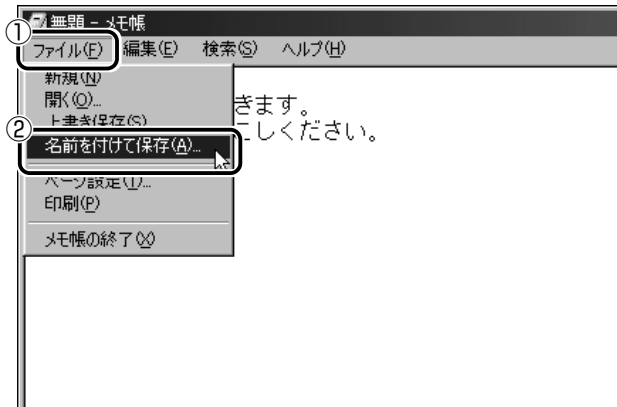 無題 - メモ帳
①
ファイル(F) 編集(E) 検索(S) ヘルプ(H)
新規(N)
開く(O)...
きます。
上書き保存(S)
こしください。
②
名前を付けて保存(A)...
ページ設定(T)...
印刷(P)
メモ帳の終了(X)